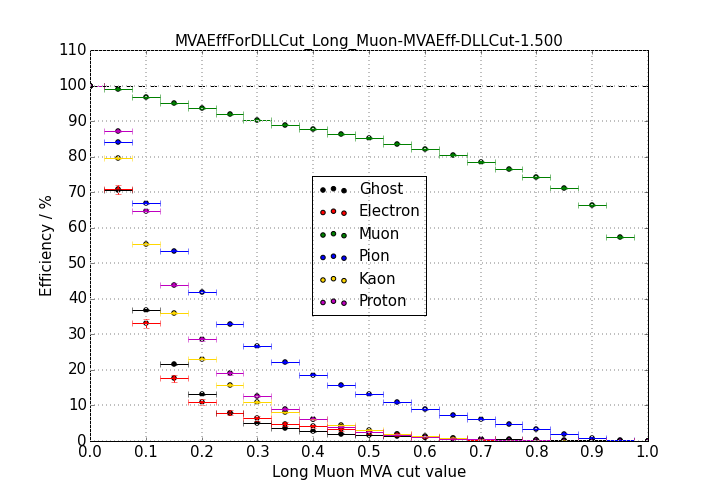 MVAEffForDLLCut_Long_Muon-MVAEff-DLLCut-1.500
110
100
90
80
70
60
50
40
30
20
10
0
Efficiency / %
Ghost
Electron
Muon
Pion
Kaon
Proton
0.0 0.1 0.2 0.3 0.4 0.5 0.6 0.7 0.8 0.9 1.0
Long Muon MVA cut value